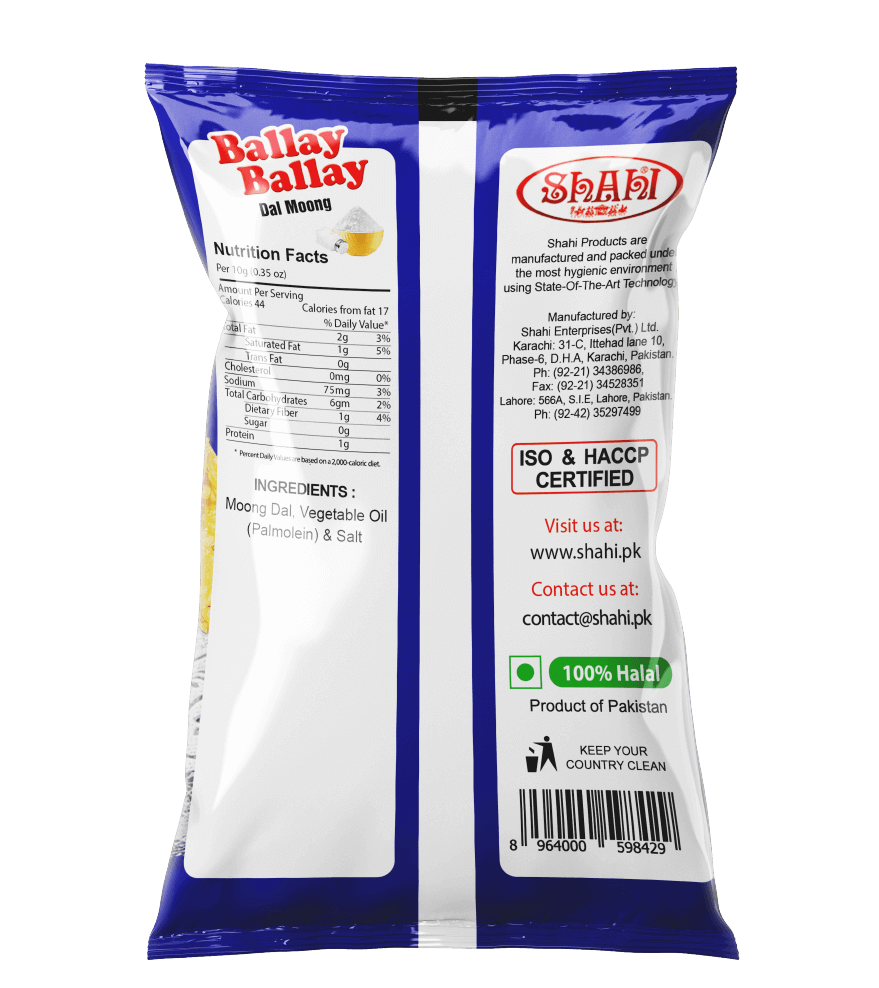 Ballay
Ballay
Dal Moong
Nutrition Facts
Per 10g (0.35 oz)
Amount Per Serving
Calories 44 Calories from fat 17
% Daily Value*
Total Fat 2g 3%
Saturated Fat 1g 5%
Trans Fat 0g
Cholesterol 0mg 0%
Sodium 75mg 3%
Total Carbohydrates 6gm 2%
Dietary Fiber 1g 4%
Sugar 0g
Protein 1g
* Percent Daily Values are based on a 2,000-caloric diet.
INGREDIENTS :
Moong Dal, Vegetable Oil
(Palmolein) & Salt
SHAHI®
Shahi Products are
manufactured and packed unde
the most hygienic environment
using State-Of-The-Art Technology
Manufactured by:
Shahi Enterprises(Pvt.) Ltd.
Karachi: 31-C, Ittehad lane 10,
Phase-6, D.H.A, Karachi, Pakistan.
Ph: (92-21) 34386986,
Fax: (92-21) 34528351
Lahore: 566A, S.I.E, Lahore, Pakistan.
Ph: (92-42) 35297499
ISO & HACCP
CERTIFIED
Visit us at:
www.shahi.pk
Contact us at:
contact@shahi.pk
100% Halal
Product of Pakistan
KEEP YOUR
COUNTRY CLEAN
8 964000 598429